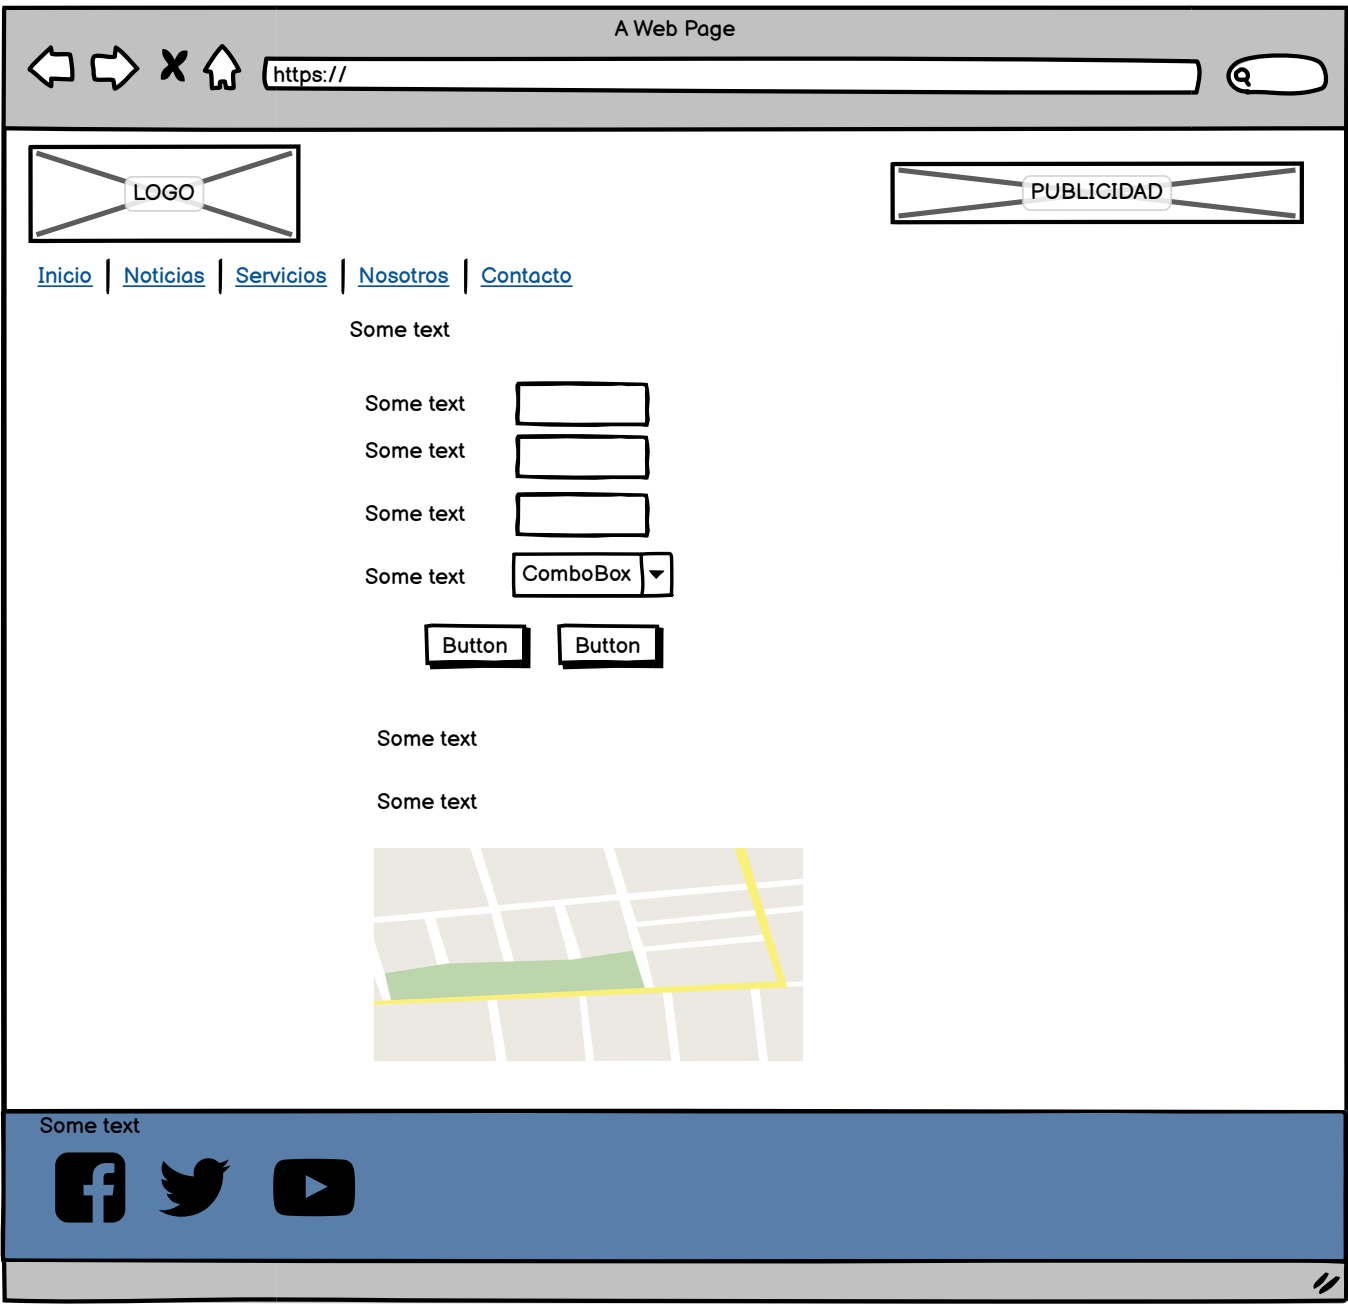 A Web Page
https://
LOGO
PUBLICIDAD
Inicio Noticias Servicios Nosotros Contacto
Some text
Some text
Some text
Some text
Some text
ComboBox
Button Button
Some text
Some text
Some text